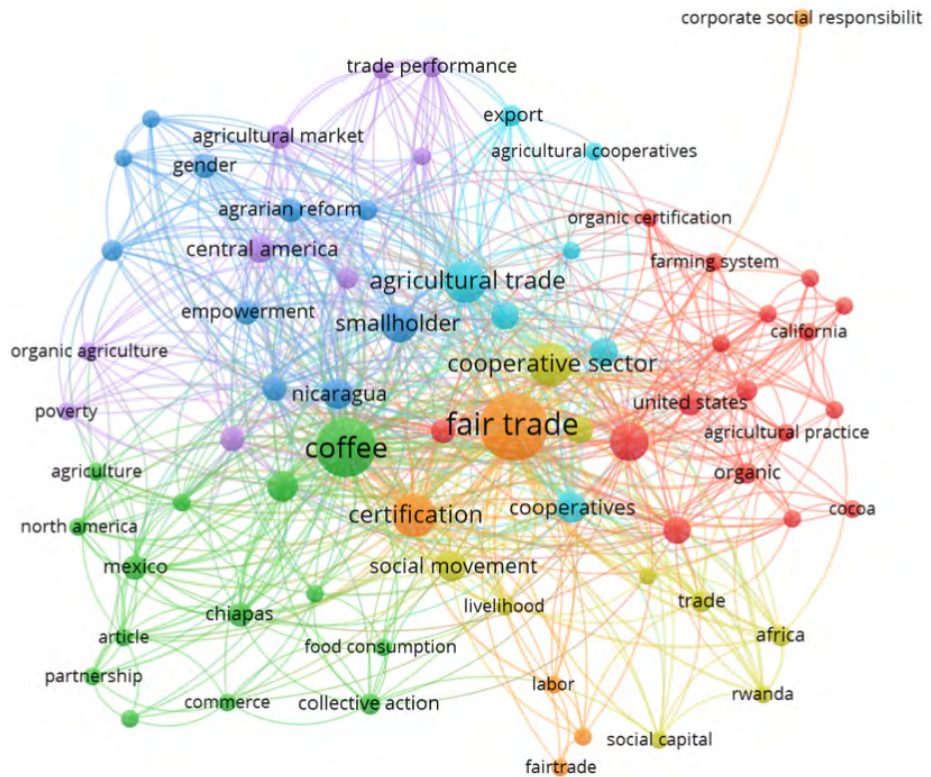 corporate social responsibilit
trade performance
export
agricultural market
agricultural cooperatives
gender
agrarian reform
organic certification
central america
farming system
agricultural trade
empowerment
smallholder
california
organic agriculture
cooperative sector
nicaragua
united states
poverty
fair trade
agricultural practice
coffee
agriculture
organic
certification
cooperatives
cocoa
north america
mexico
social movement
livelihood
trade
chiapas
article
food consumption
africa
partnership
labor
rwanda
commerce
collective action
social capital
fairtrade